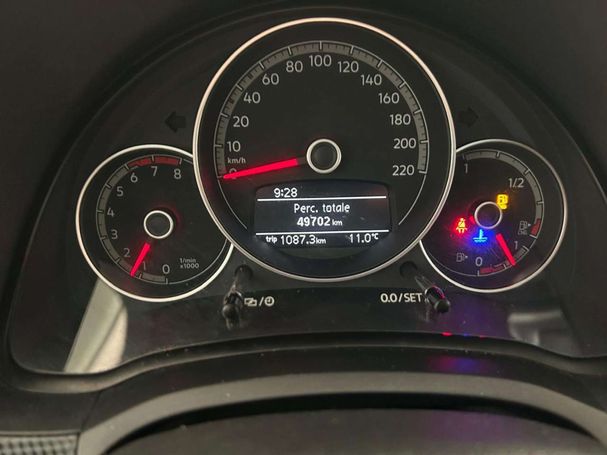 80 100 120
60 140
40 160
20 180
10 200
km/h 0 220
9:28
Perc. totale
49702 km
trip 1087.3 km 11.0°C
5 6 7 8
4
3
2
1 0
1/min
x1000
1 1/2
0 1
0.0/SET